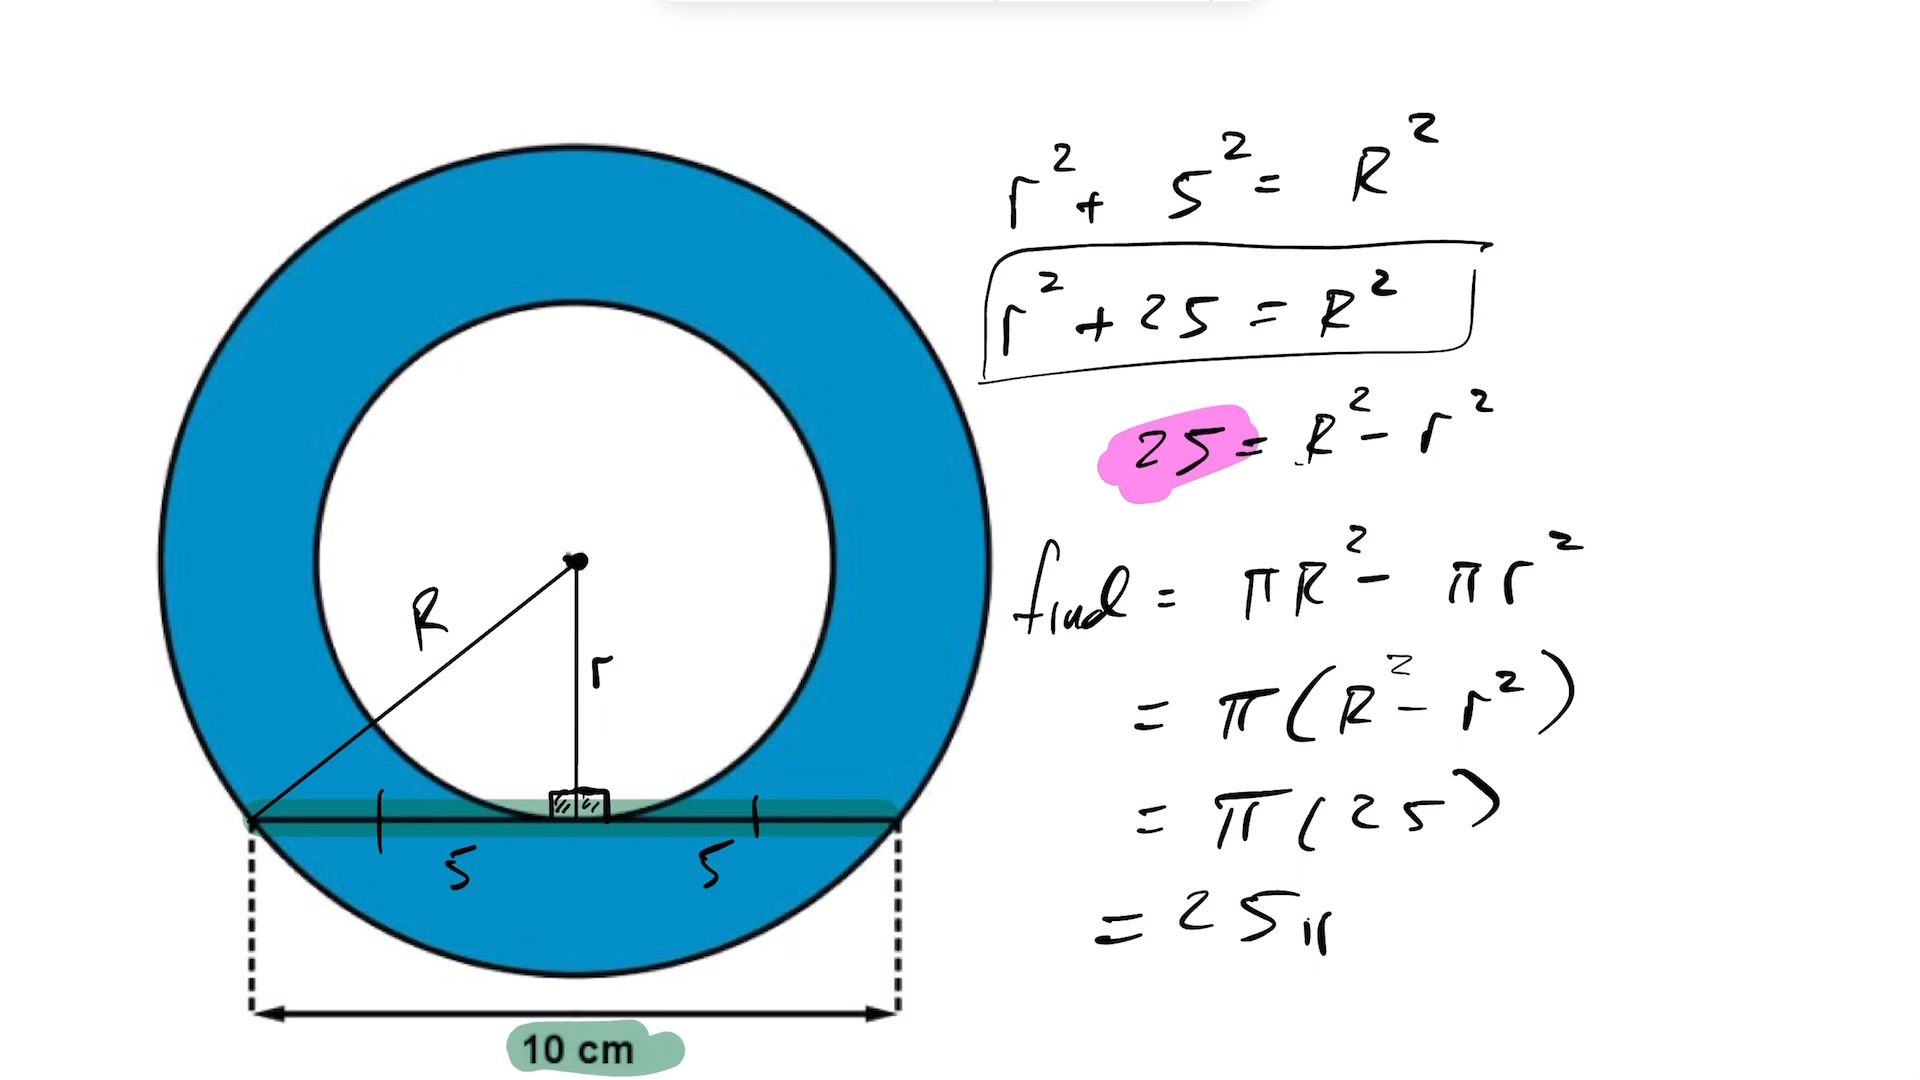 r² + 5² = R²
r² + 25 = R²
25 = R² - r²
find = πR² - πr²
= π(R² - r²)
= π(25)
= 25π
R
r
5 5
10 cm